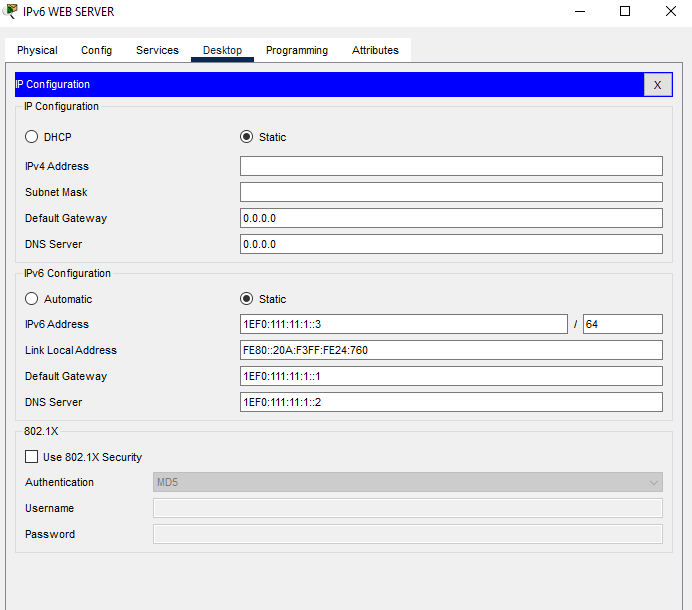 IPv6 WEB SERVER
Physical Config Services Desktop Programming Attributes
IP Configuration X
IP Configuration
DHCP Static
IPv4 Address
Subnet Mask
Default Gateway 0.0.0.0
DNS Server 0.0.0.0
IPv6 Configuration
Automatic Static
IPv6 Address 1EF0:111:11:1::3 / 64
Link Local Address FE80::20A:F3FF:FE24:760
Default Gateway 1EF0:111:11:1::1
DNS Server 1EF0:111:11:1::2
802.1X
Use 802.1X Security
Authentication MD5
Username
Password